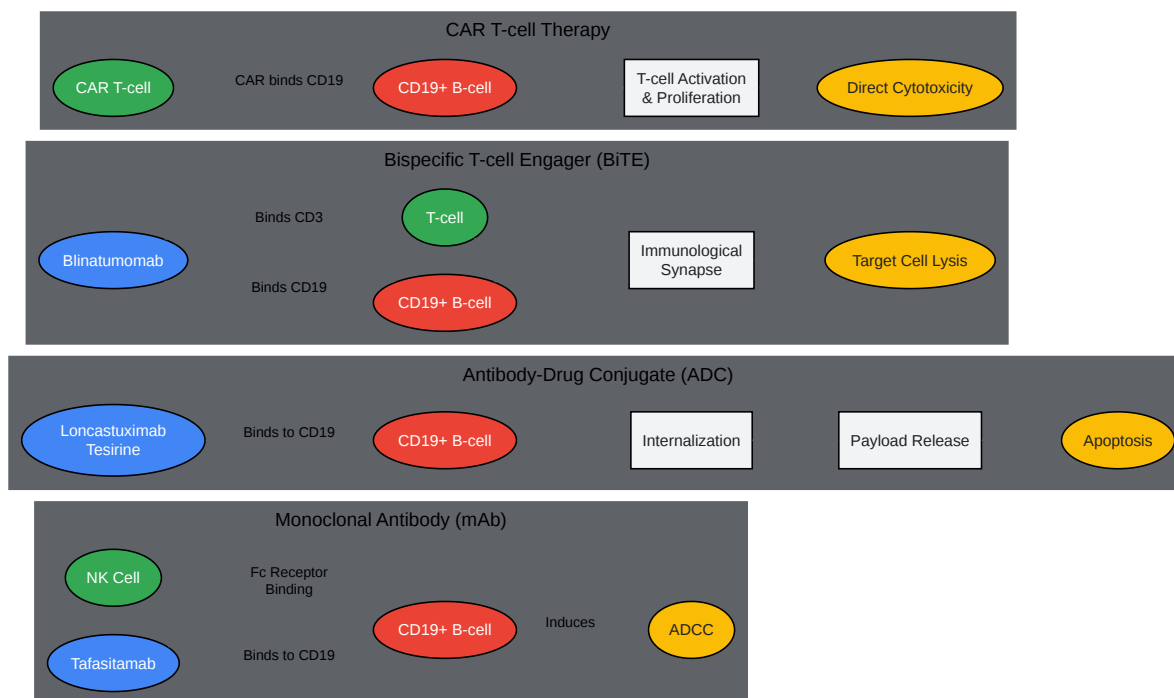 CAR T-cell Therapy
CAR T-cell
CAR binds CD19
CD19+ B-cell
T-cell Activation
& Proliferation
Direct Cytotoxicity
Bispecific T-cell Engager (BiTE)
Blinatumomab
Binds CD3
T-cell
Binds CD19
CD19+ B-cell
Immunological
Synapse
Target Cell Lysis
Antibody-Drug Conjugate (ADC)
Loncastuximab
Tesirine
Binds to CD19
CD19+ B-cell
Internalization
Payload Release
Apoptosis
Monoclonal Antibody (mAb)
NK Cell
Fc Receptor
Binding
Tafasitamab
Binds to CD19
CD19+ B-cell
Induces
ADCC